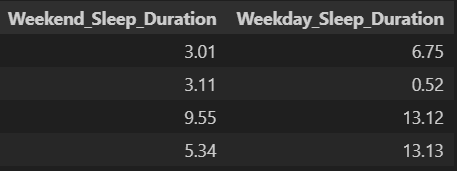 Weekend_Sleep_Duration Weekday_Sleep_Duration
3.01 6.75
3.11 0.52
9.55 13.12
5.34 13.13